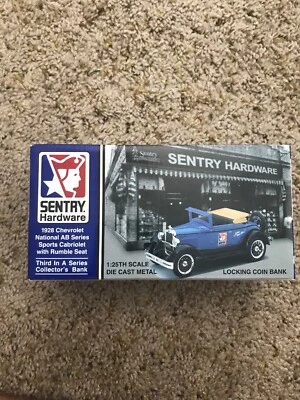 SENTRY
Hardware
1928 Chevrolet
National AB Series
Sports Cabriolet
with Rumble Seat
Third In A Series
Collector's Bank
Sentry
SENTRY HARDWARE
1:25TH SCALE
DIE CAST METAL
LOCKING COIN BANK